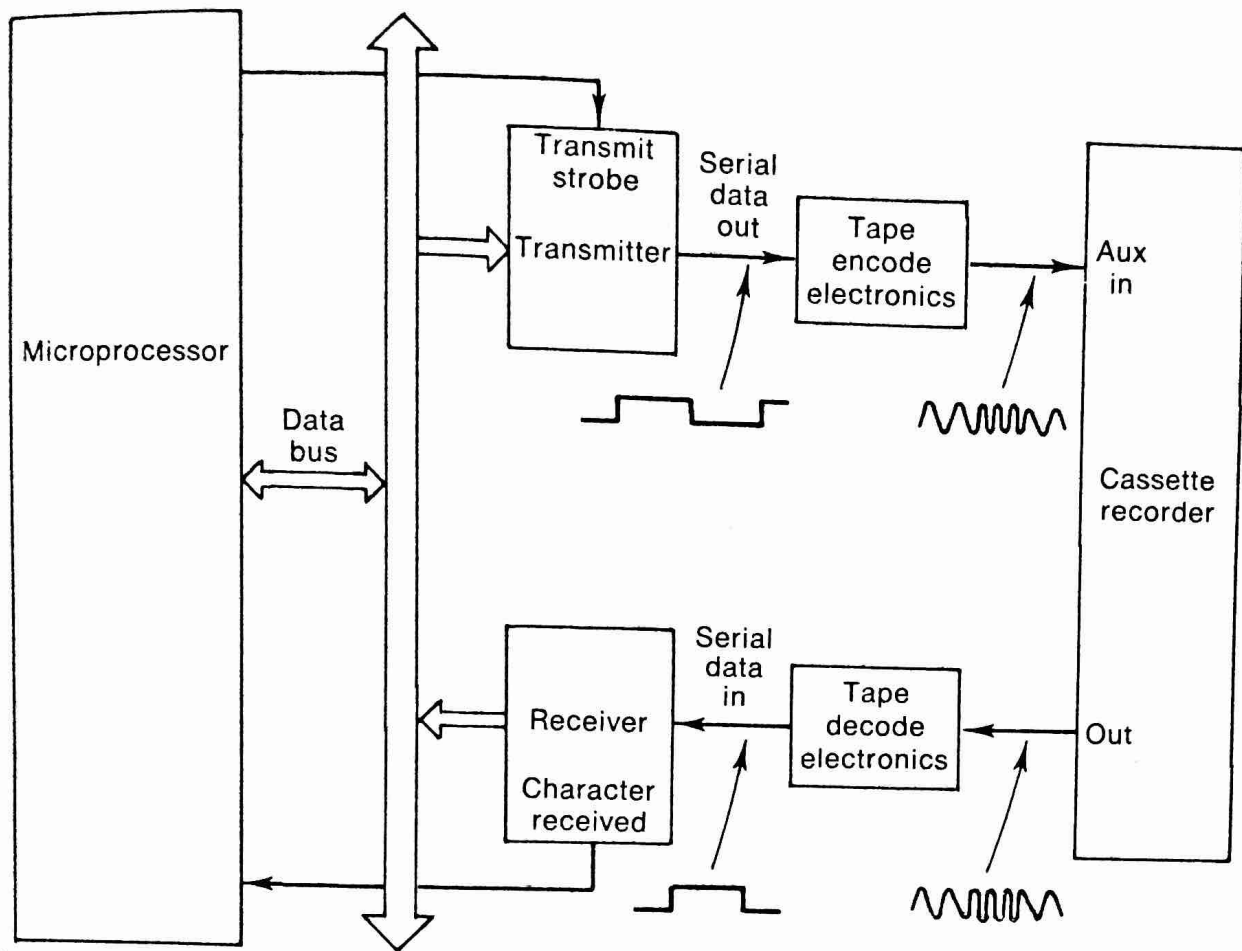 Microprocessor
Data
bus
Transmit
strobe
Transmitter
Serial
data
out
Tape
encode
electronics
Aux
in
Cassette
recorder
Receiver
Character
received
Serial
data
in
Tape
decode
electronics
Out